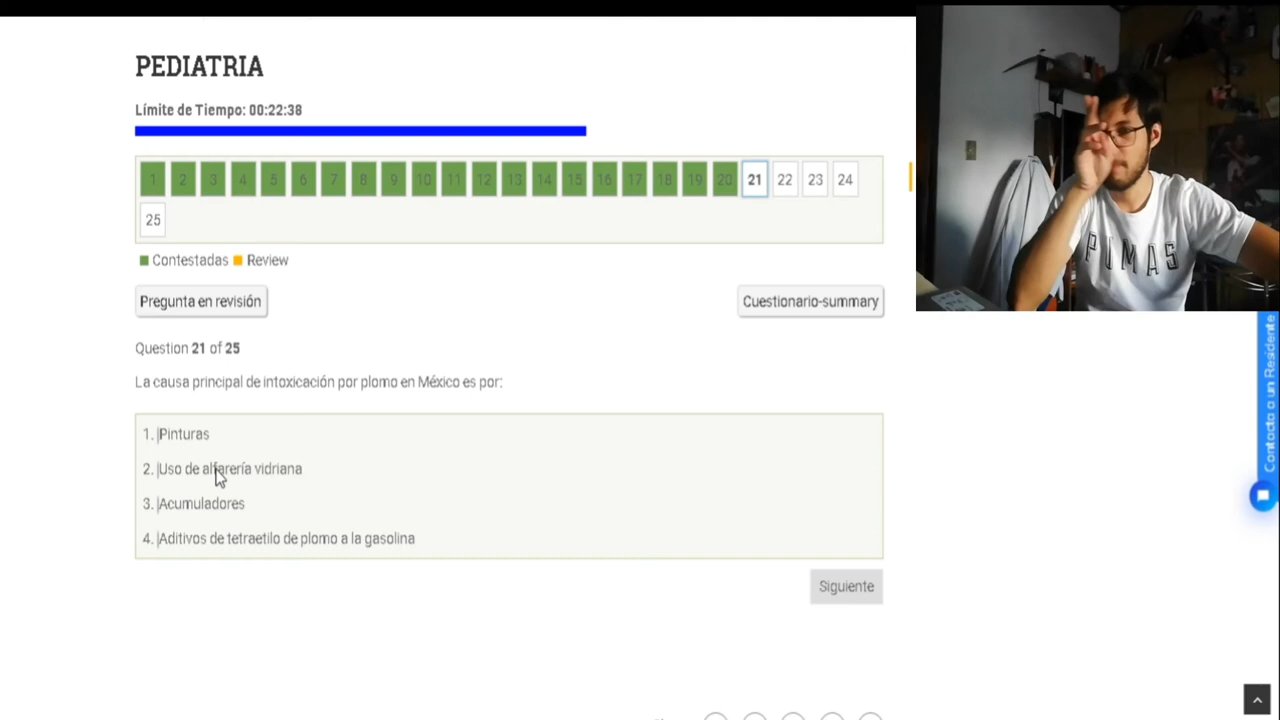 PEDIATRIA
Límite de Tiempo: 00:22:38
1 2 3 4 5 6 7 8 9 10 11 12 13 14 15 16 17 18 19 20 21 22 23 24
25
Contestadas Review
Pregunta en revisión Cuestionario-summary
Question 21 of 25
La causa principal de intoxicación por plomo en México es por:
1. Pinturas
2. Uso de alfarería vidriana
3. Acumuladores
4. Aditivos de tetraetilo de plomo a la gasolina
Siguiente
Contacta a un Residente
PUMAS